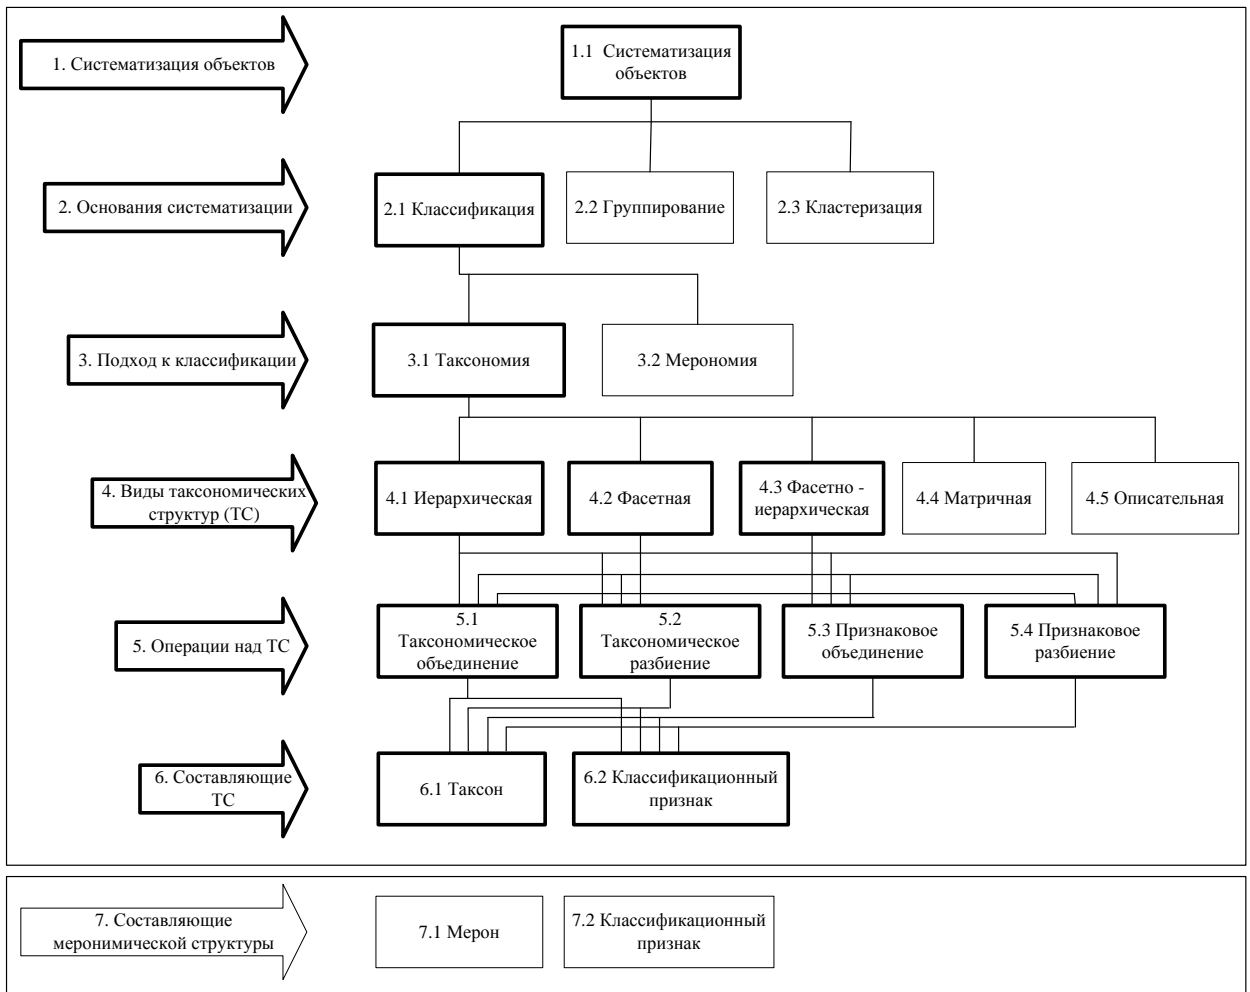 1. Систематизация объектов
1.1 Систематизация
объектов
2. Основания систематизации
2.1 Классификация
2.2 Группирование
2.3 Кластеризация
3. Подход к классификации
3.1 Таксономия
3.2 Мерономия
4. Виды таксономических
структур (ТС)
4.1 Иерархическая
4.2 Фасетная
4.3 Фасетно -
иерархическая
4.4 Матричная
4.5 Описательная
5. Операции над ТС
5.1
Таксономическое
объединение
5.2
Таксономическое
разбиение
5.3 Признаковое
объединение
5.4 Признаковое
разбиение
6. Составляющие
ТС
6.1 Таксон
6.2 Классификационный
признак
7. Составляющие
меронимической структуры
7.1 Мерон
7.2 Классификационный
признак